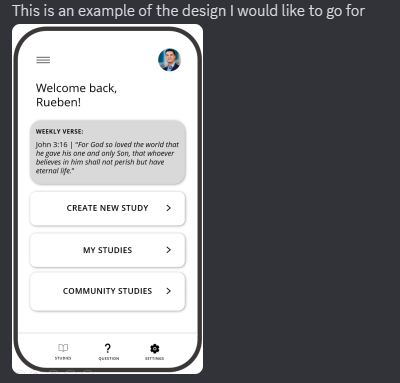 This is an example of the design I would like to go for
Welcome back,
Rueben!
WEEKLY VERSE:
John 3:16 | "For God so loved the world that
he gave his one and only Son, that whoever
believes in him shall not perish but have
eternal life."
CREATE NEW STUDY
MY STUDIES
COMMUNITY STUDIES
STUDIES
QUESTION
SETTINGS